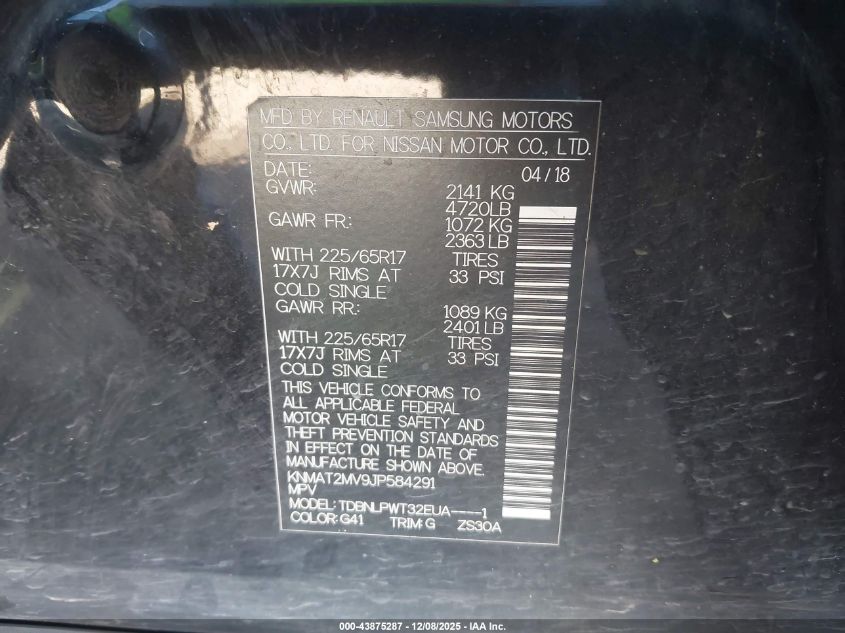 MFD BY RENAULT SAMSUNG MOTORS
CO., LTD. FOR NISSAN MOTOR CO., LTD.
DATE: 04/18
GVWR: 2141 KG
4720LB
GAWR FR: 1072 KG
2363 LB
WITH 225/65R17 TIRES
17X7J RIMS AT 33 PSI
COLD SINGLE
GAWR RR: 1089 KG
2401 LB
WITH 225/65R17 TIRES
17X7J RIMS AT 33 PSI
COLD SINGLE
THIS VEHICLE CONFORMS TO
ALL APPLICABLE FEDERAL
MOTOR VEHICLE SAFETY AND
THEFT PREVENTION STANDARDS
IN EFFECT ON THE DATE OF
MANUFACTURE SHOWN ABOVE.
KNMAT2MV9JP584291
MPV
MODEL: TDBNLPWT32EUA----1
COLOR: G41 TRIM: G ZS30A
000-43875287 - 12/08/2025 - IAA Inc.